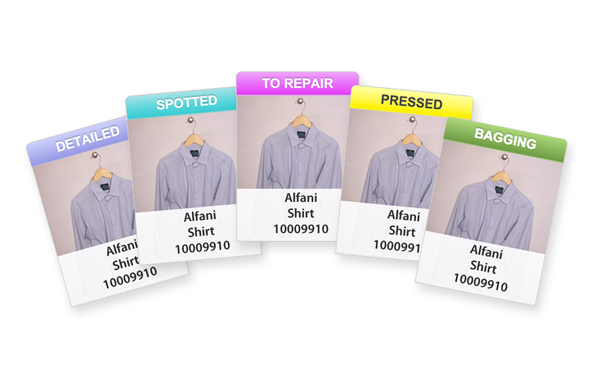 DETAILED
Alfani
Shirt
10009910
SPOTTED
Alfani
Shirt
10009910
TO REPAIR
Alfani
Shirt
10009910
PRESSED
Alfani
Shirt
1000991
BAGGING
Alfani
Shirt
10009910